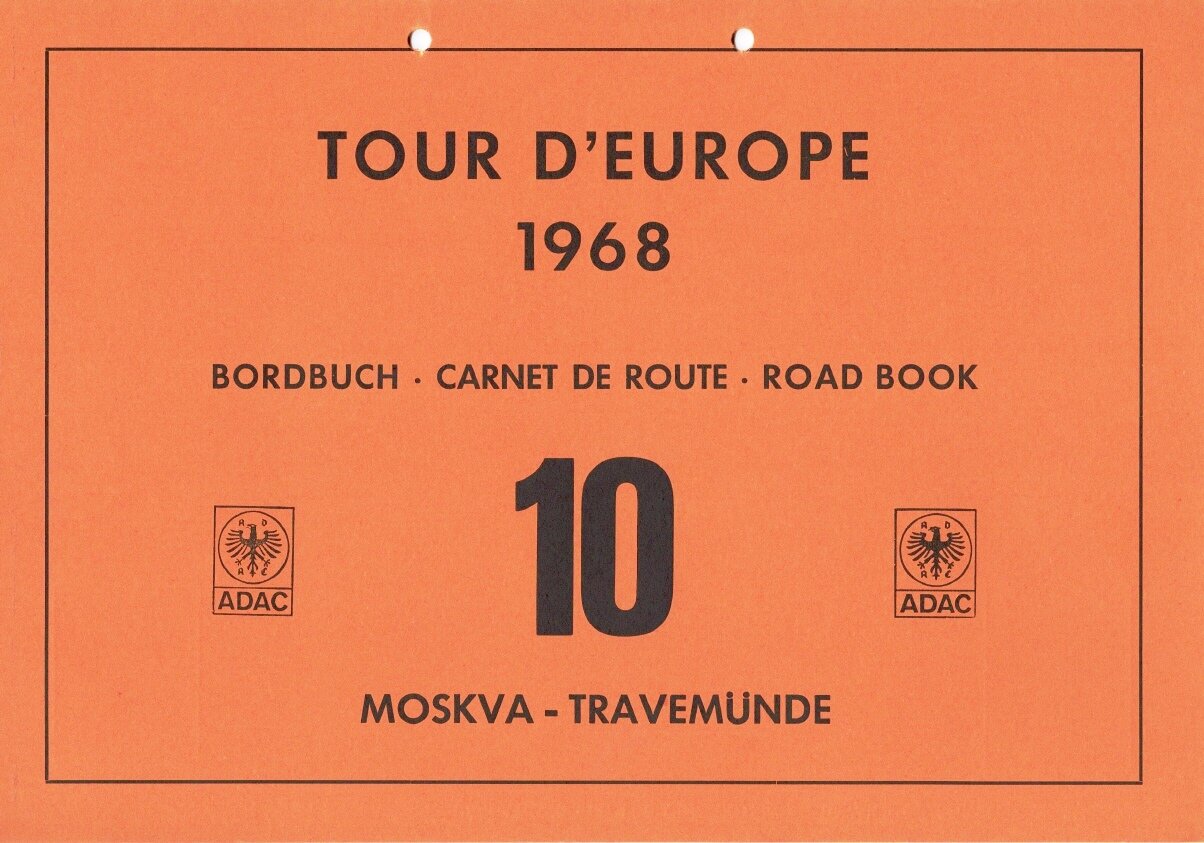 TOUR D'EUROPE
1968
BORDBUCH · CARNET DE ROUTE · ROAD BOOK
10
A D A C
ADAC
A D A C
ADAC
MOSKVA - TRAVEMÜNDE